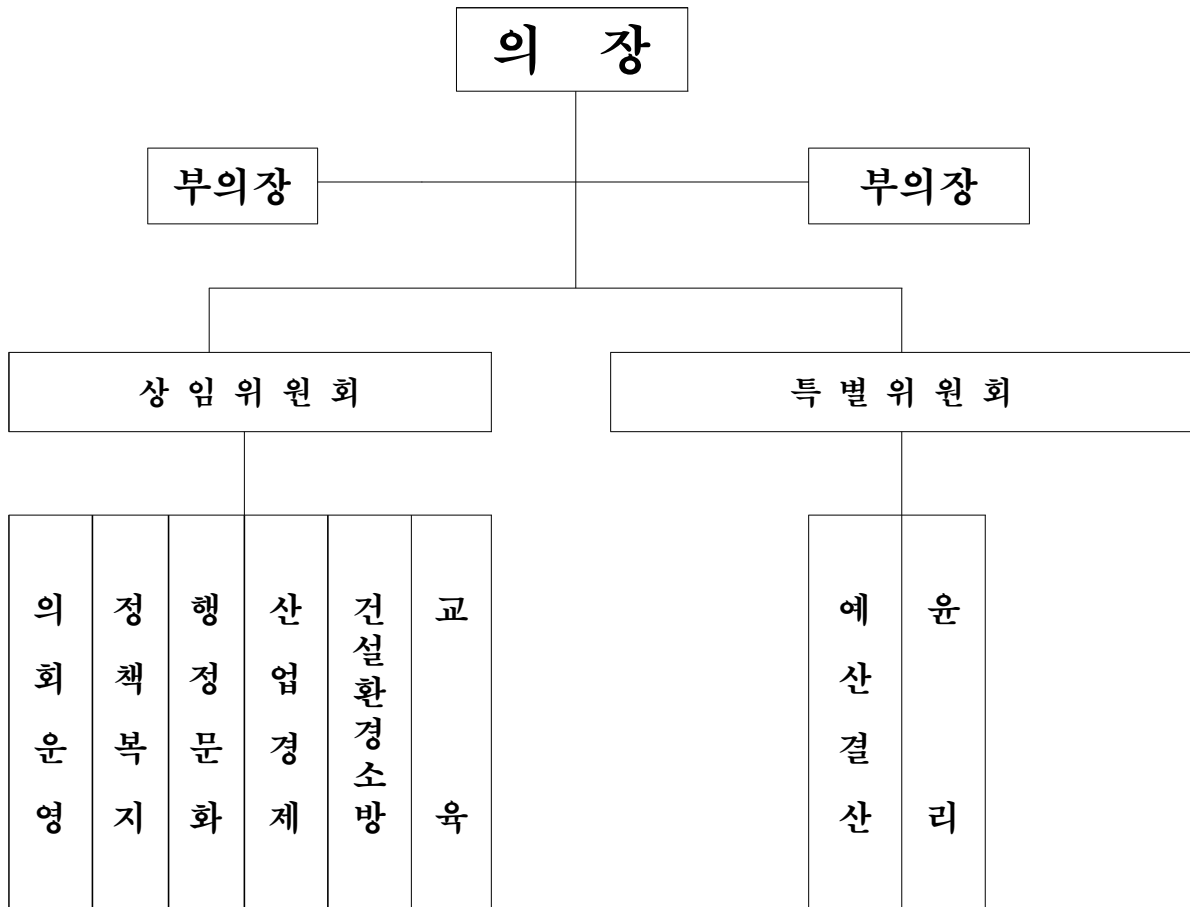 의 장
부의장
부의장
상 임 위 원 회
특 별 위 원 회
의회운영
정책복지
행정문화
산업경제
건설환경소방
교육
예산결산
윤리